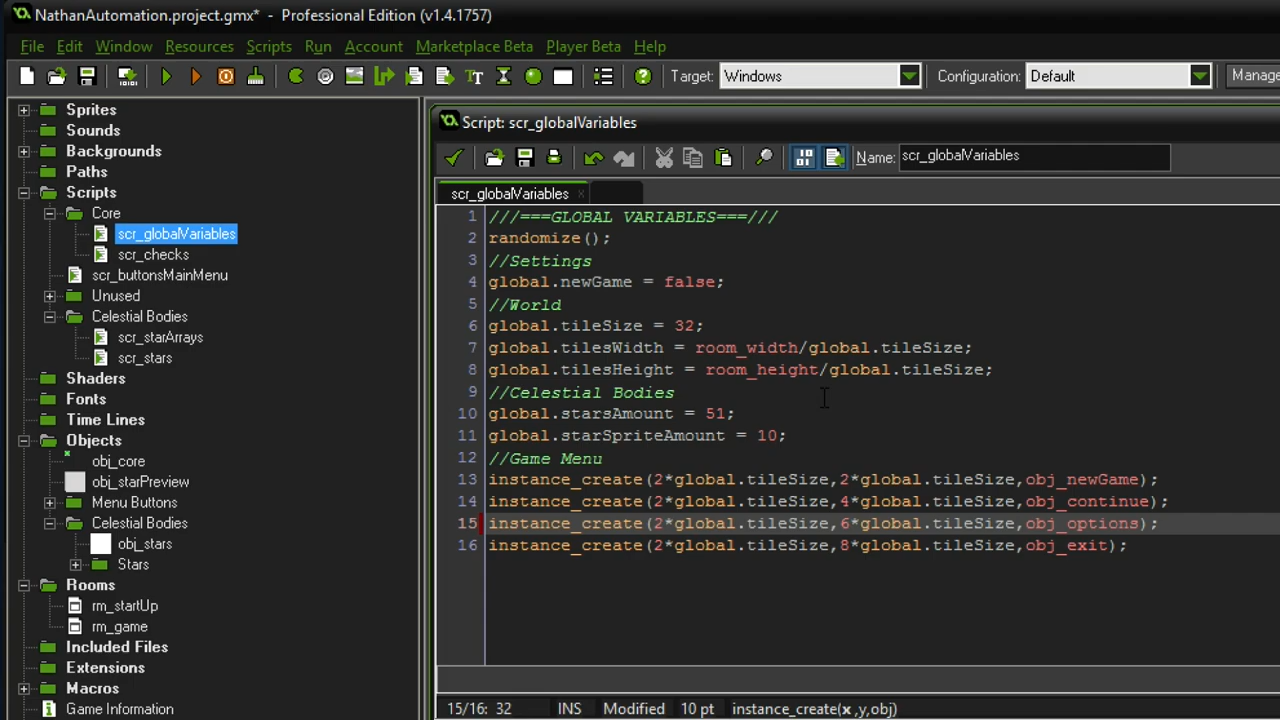 NathanAutomation.project.gmx* - Professional Edition (v1.4.1757)
File Edit Window Resources Scripts Run Account Marketplace Beta Player Beta Help
Target: Windows Configuration: Default Manage
Sprites
Sounds
Backgrounds
Paths
Scripts
Core
scr_globalVariables
scr_checks
scr_buttonsMainMenu
Unused
Celestial Bodies
scr_starArrays
scr_stars
Shaders
Fonts
Time Lines
Objects
obj_core
obj_starPreview
Menu Buttons
Celestial Bodies
obj_stars
Stars
Rooms
rm_startUp
rm_game
Included Files
Extensions
Macros
Game Information
Script: scr_globalVariables
Name: scr_globalVariables
scr_globalVariables
1 ///===GLOBAL VARIABLES===///
2 randomize();
3 //Settings
4 global.newGame = false;
5 //World
6 global.tileSize = 32;
7 global.tilesWidth = room_width/global.tileSize;
8 global.tilesHeight = room_height/global.tileSize;
9 //Celestial Bodies
10 global.starsAmount = 51;
11 global.starSpriteAmount = 10;
12 //Game Menu
13 instance_create(2*global.tileSize,2*global.tileSize,obj_newGame);
14 instance_create(2*global.tileSize,4*global.tileSize,obj_continue);
15 instance_create(2*global.tileSize,6*global.tileSize,obj_options);
16 instance_create(2*global.tileSize,8*global.tileSize,obj_exit);
15/16: 32 INS Modified 10 pt instance_create(x ,y,obj)